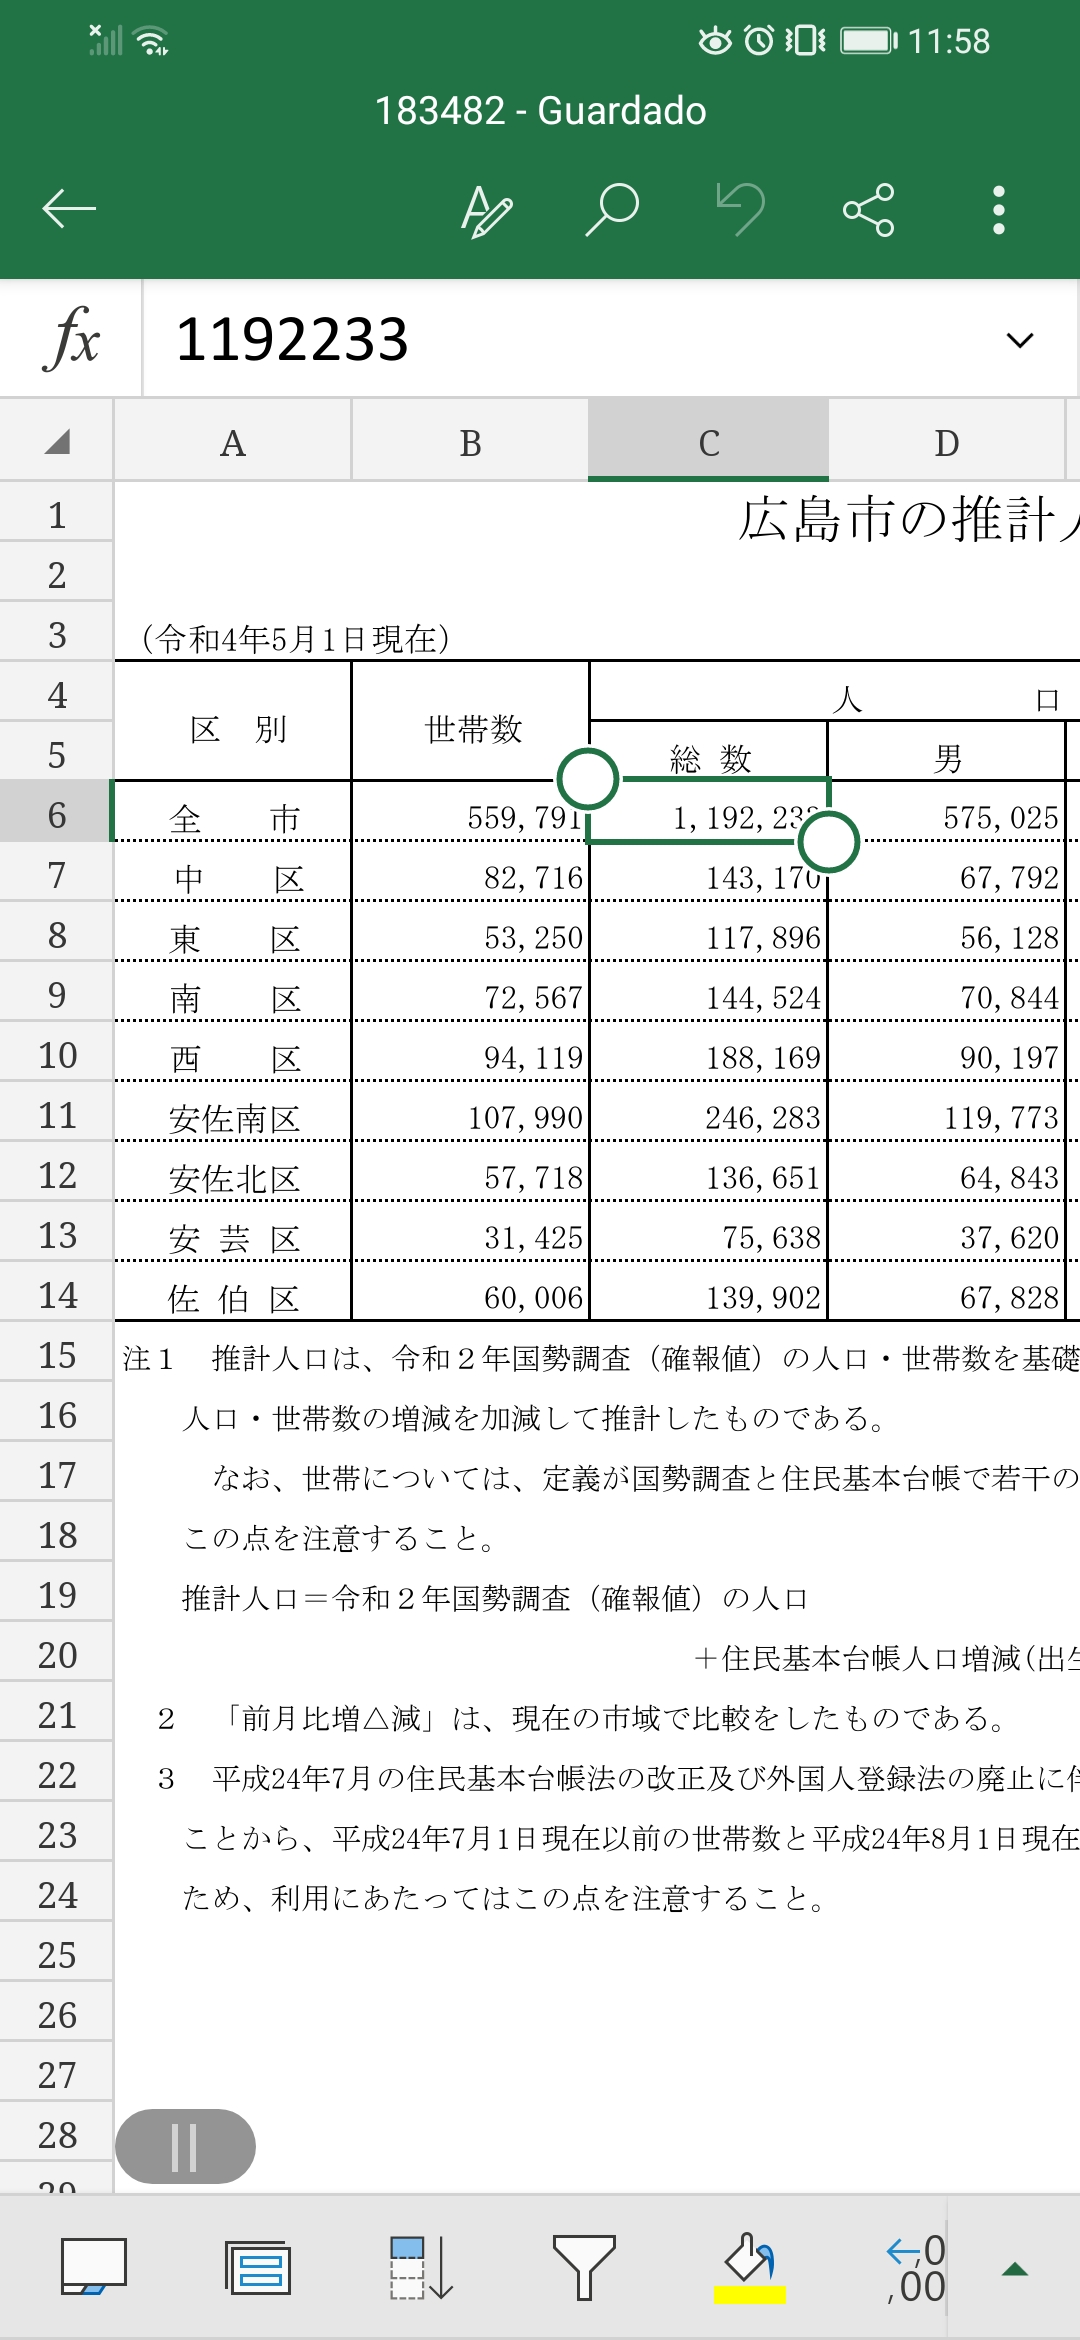 11:58
183482 - Guardado
fx 1192233
A B C D
1 広島市の推計人
2
3 (令和4年5月1日現在)
4 人 口
5 区 別 世帯数 総 数 男
6 全 市 559,791 1,192,233 575,025
7 中 区 82,716 143,170 67,792
8 東 区 53,250 117,896 56,128
9 南 区 72,567 144,524 70,844
10 西 区 94,119 188,169 90,197
11 安佐南区 107,990 246,283 119,773
12 安佐北区 57,718 136,651 64,843
13 安 芸 区 31,425 75,638 37,620
14 佐 伯 区 60,006 139,902 67,828
15 注1 推計人口は、令和2年国勢調査（確報値）の人口・世帯数を基礎
16 人口・世帯数の増減を加減して推計したものである。
17 なお、世帯については、定義が国勢調査と住民基本台帳で若干の
18 この点を注意すること。
19 推計人口＝令和2年国勢調査（確報値）の人口
20 ＋住民基本台帳人口増減(出生
21 2 「前月比増△減」は、現在の市域で比較をしたものである。
22 3 平成24年7月の住民基本台帳法の改正及び外国人登録法の廃止に伴
23 ことから、平成24年7月1日現在以前の世帯数と平成24年8月1日現在
24 ため、利用にあたってはこの点を注意すること。
25
26
27
28
29
,0
,00